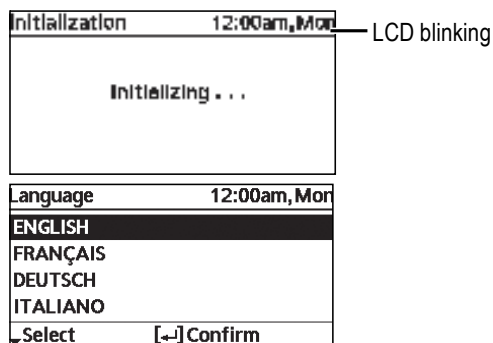 Initialization 12:00am,Mon
LCD blinking
Initializing...
Language 12:00am,Mon
ENGLISH
FRANÇAIS
DEUTSCH
ITALIANO
Select [↵]Confirm